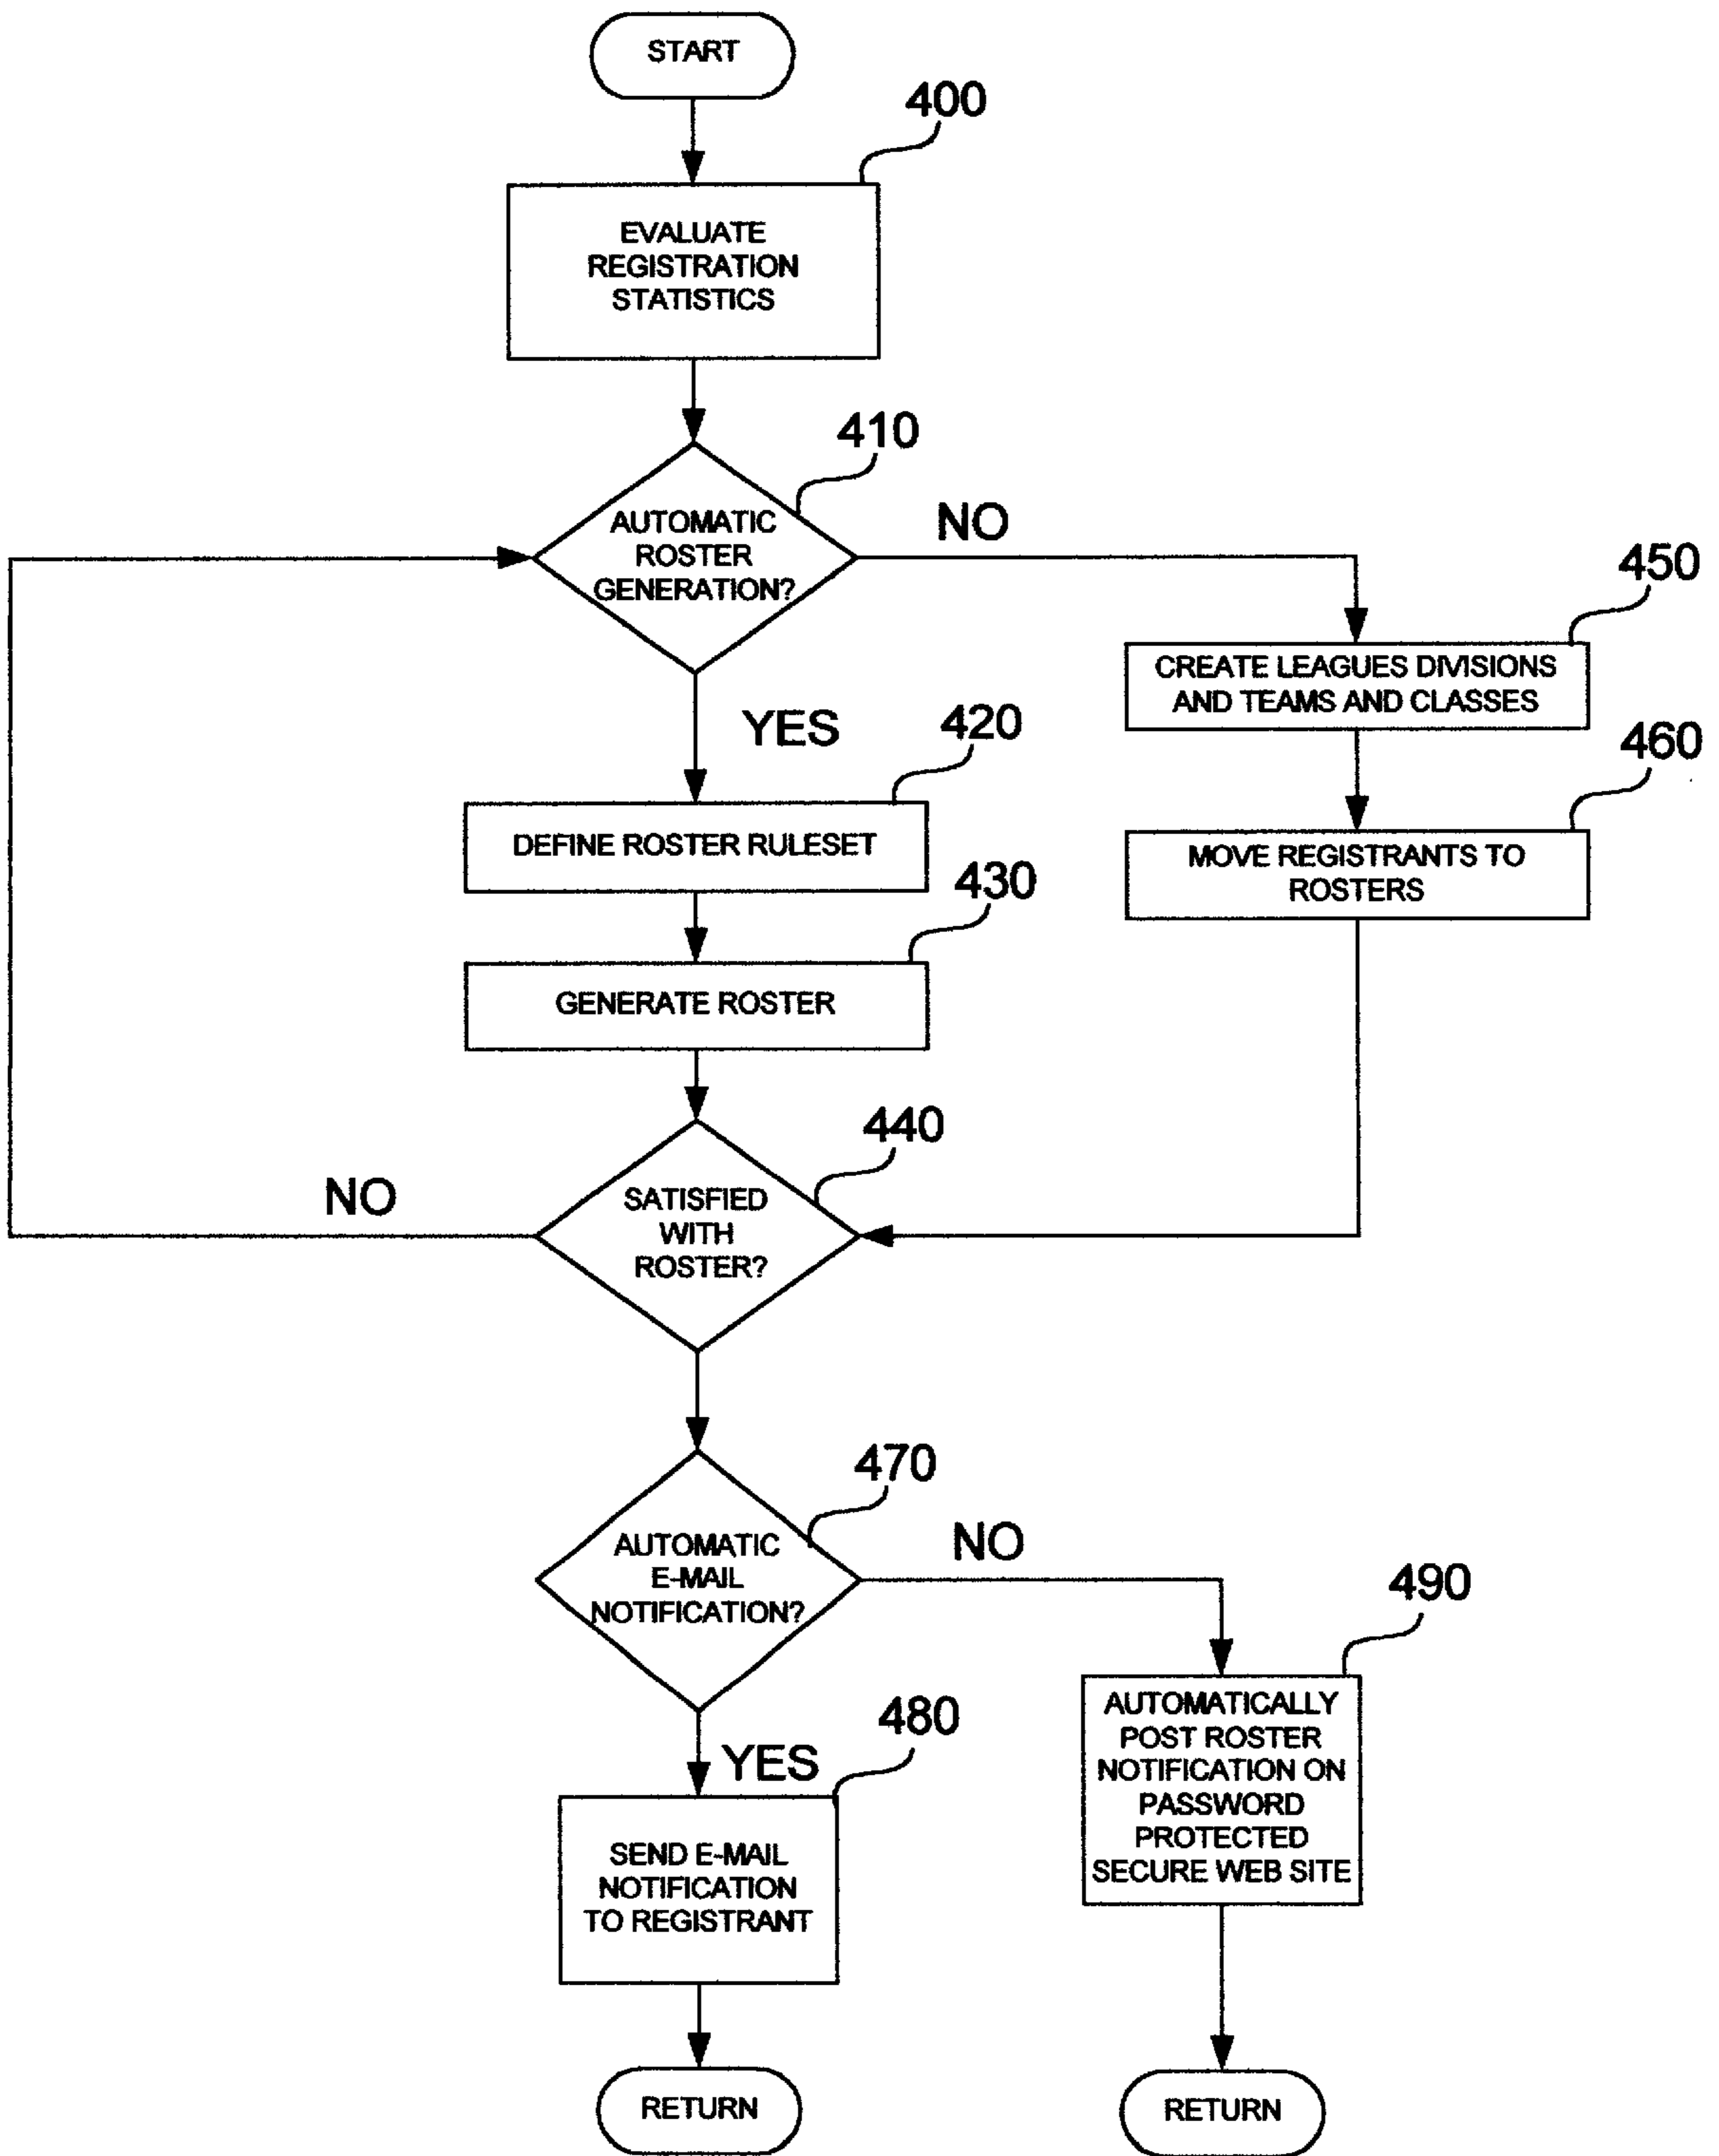 START
400
EVALUATE
REGISTRATION
STATISTICS
410
AUTOMATIC
ROSTER
GENERATION?
NO
450
CREATE LEAGUES DIVISIONS
AND TEAMS AND CLASSES
YES
420
460
DEFINE ROSTER RULESET
MOVE REGISTRANTS TO
ROSTERS
430
GENERATE ROSTER
440
NO
SATISFIED
WITH
ROSTER?
470
AUTOMATIC
E-MAIL
NOTIFICATION?
NO
490
AUTOMATICALLY
POST ROSTER
NOTIFICATION ON
PASSWORD
PROTECTED
SECURE WEB SITE
480
YES
SEND E-MAIL
NOTIFICATION
TO REGISTRANT
RETURN
RETURN